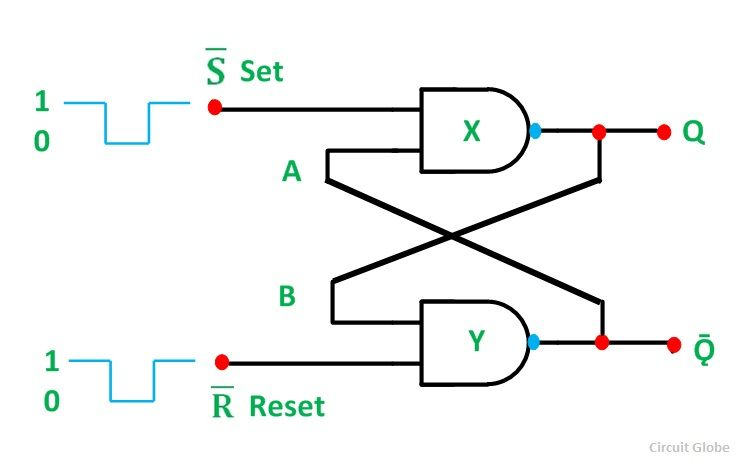 S̅ Set
1
0
X
Q
A
B
Y
Q̅
1
0
R̅ Reset
Circuit Globe